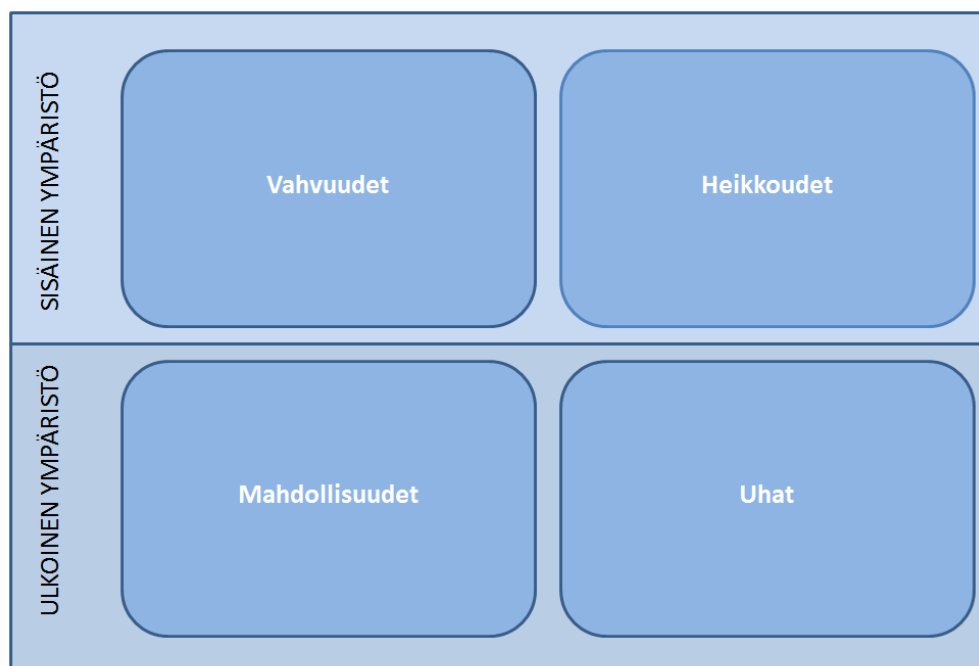 SISÄINEN YMPÄRISTÖ
Vahvuudet
Heikkoudet
ULKOINEN YMPÄRISTÖ
Mahdollisuudet
Uhat